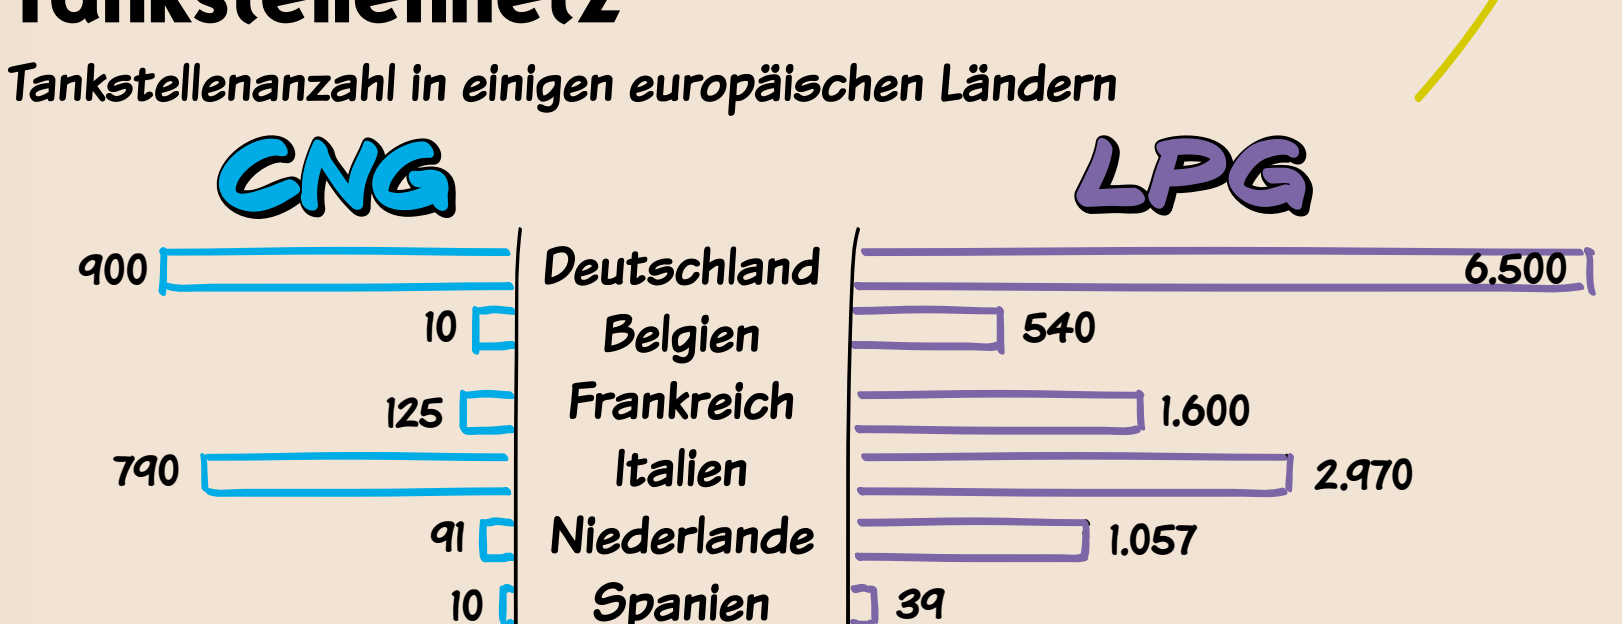 Tankstellennetz
Tankstellenanzahl in einigen europäischen Ländern
CNG LPG
900 Deutschland 6.500
10 Belgien 540
125 Frankreich 1.600
790 Italien 2.970
91 Niederlande 1.057
10 Spanien 39